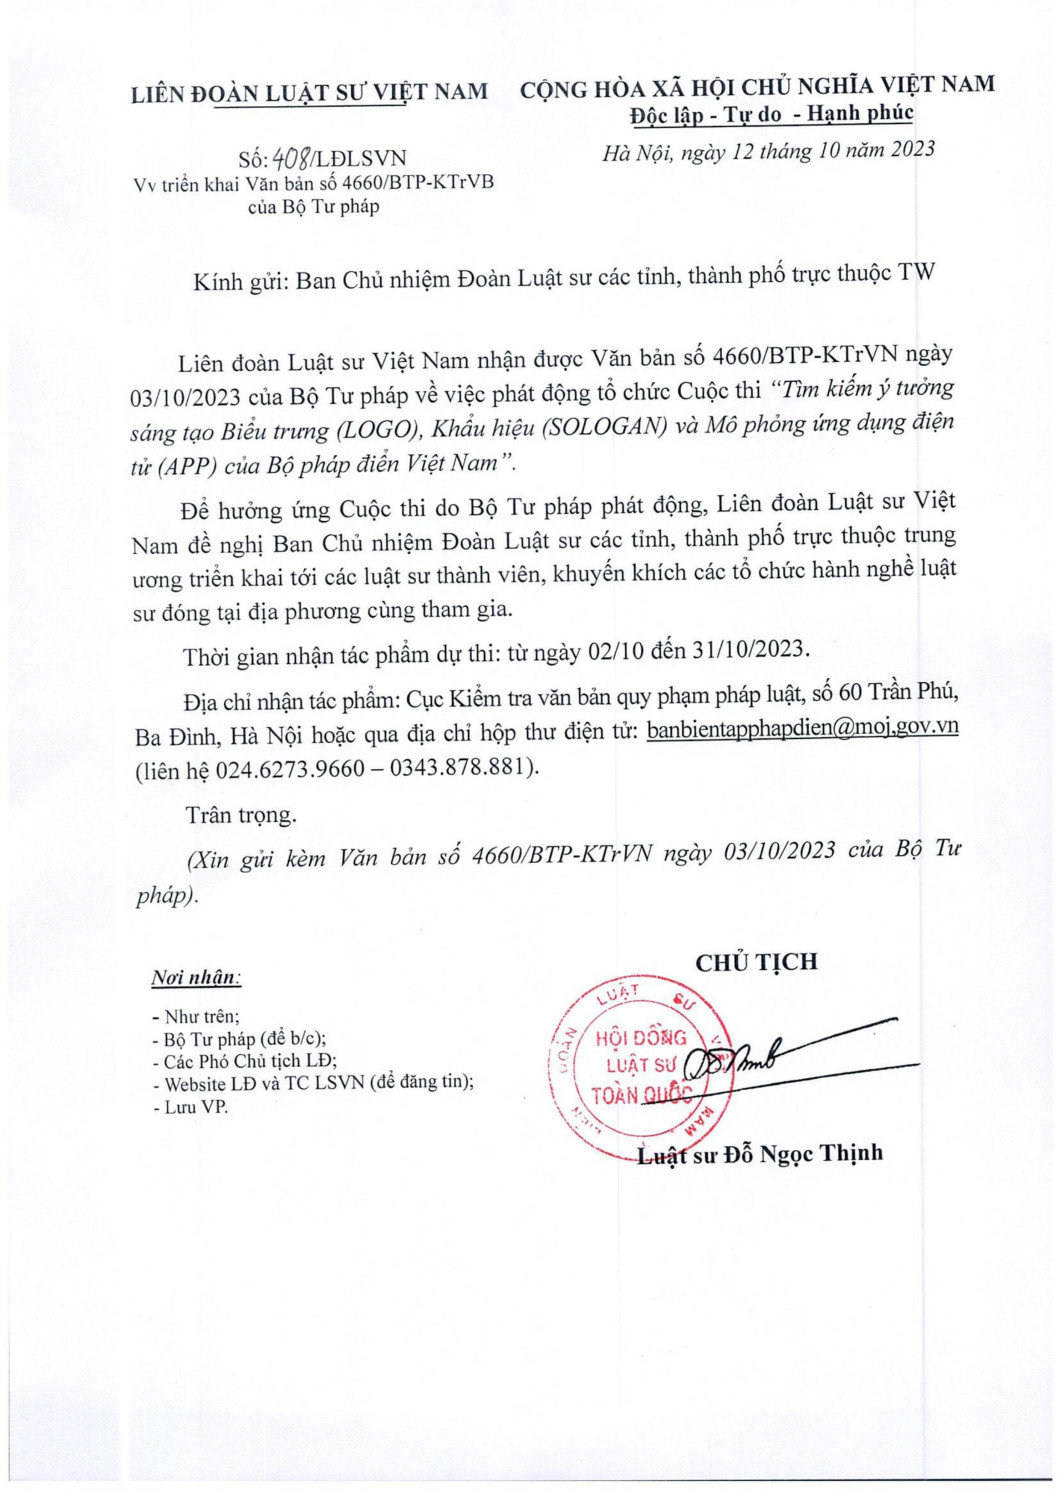 LIÊN ĐOÀN LUẬT SƯ VIỆT NAM
CỘNG HÒA XÃ HỘI CHỦ NGHĨA VIỆT NAM
Độc lập - Tự do - Hạnh phúc
Số: 408/LĐLSVN
Vv triển khai Văn bản số 4660/BTP-KTrVB
của Bộ Tư pháp
Hà Nội, ngày 12 tháng 10 năm 2023
Kính gửi: Ban Chủ nhiệm Đoàn Luật sư các tỉnh, thành phố trực thuộc TW
Liên đoàn Luật sư Việt Nam nhận được Văn bản số 4660/BTP-KTrVN ngày
03/10/2023 của Bộ Tư pháp về việc phát động tổ chức Cuộc thi “Tìm kiếm ý tưởng
sáng tạo Biểu trưng (LOGO), Khẩu hiệu (SOLOGAN) và Mô phỏng ứng dụng điện
tử (APP) của Bộ pháp điển Việt Nam”.
Để hưởng ứng Cuộc thi do Bộ Tư pháp phát động, Liên đoàn Luật sư Việt
Nam đề nghị Ban Chủ nhiệm Đoàn Luật sư các tỉnh, thành phố trực thuộc trung
ương triển khai tới các luật sư thành viên, khuyến khích các tổ chức hành nghề luật
sư đóng tại địa phương cùng tham gia.
Thời gian nhận tác phẩm dự thi: từ ngày 02/10 đến 31/10/2023.
Địa chỉ nhận tác phẩm: Cục Kiểm tra văn bản quy phạm pháp luật, số 60 Trần Phú,
Ba Đình, Hà Nội hoặc qua địa chỉ hộp thư điện tử: banbientapphapdien@moj.gov.vn
(liên hệ 024.6273.9660 – 0343.878.881).
Trân trọng.
(Xin gửi kèm Văn bản số 4660/BTP-KTrVN ngày 03/10/2023 của Bộ Tư
pháp).
Nơi nhận:
- Như trên;
- Bộ Tư pháp (để b/c);
- Các Phó Chủ tịch LĐ;
- Website LĐ và TC LSVN (để đăng tin);
- Lưu VP.
CHỦ TỊCH
LIÊN ĐOÀN LUẬT SƯ VIỆT NAM
HỘI ĐỒNG
LUẬT SƯ
TOÀN QUỐC
Luật sư Đỗ Ngọc Thịnh